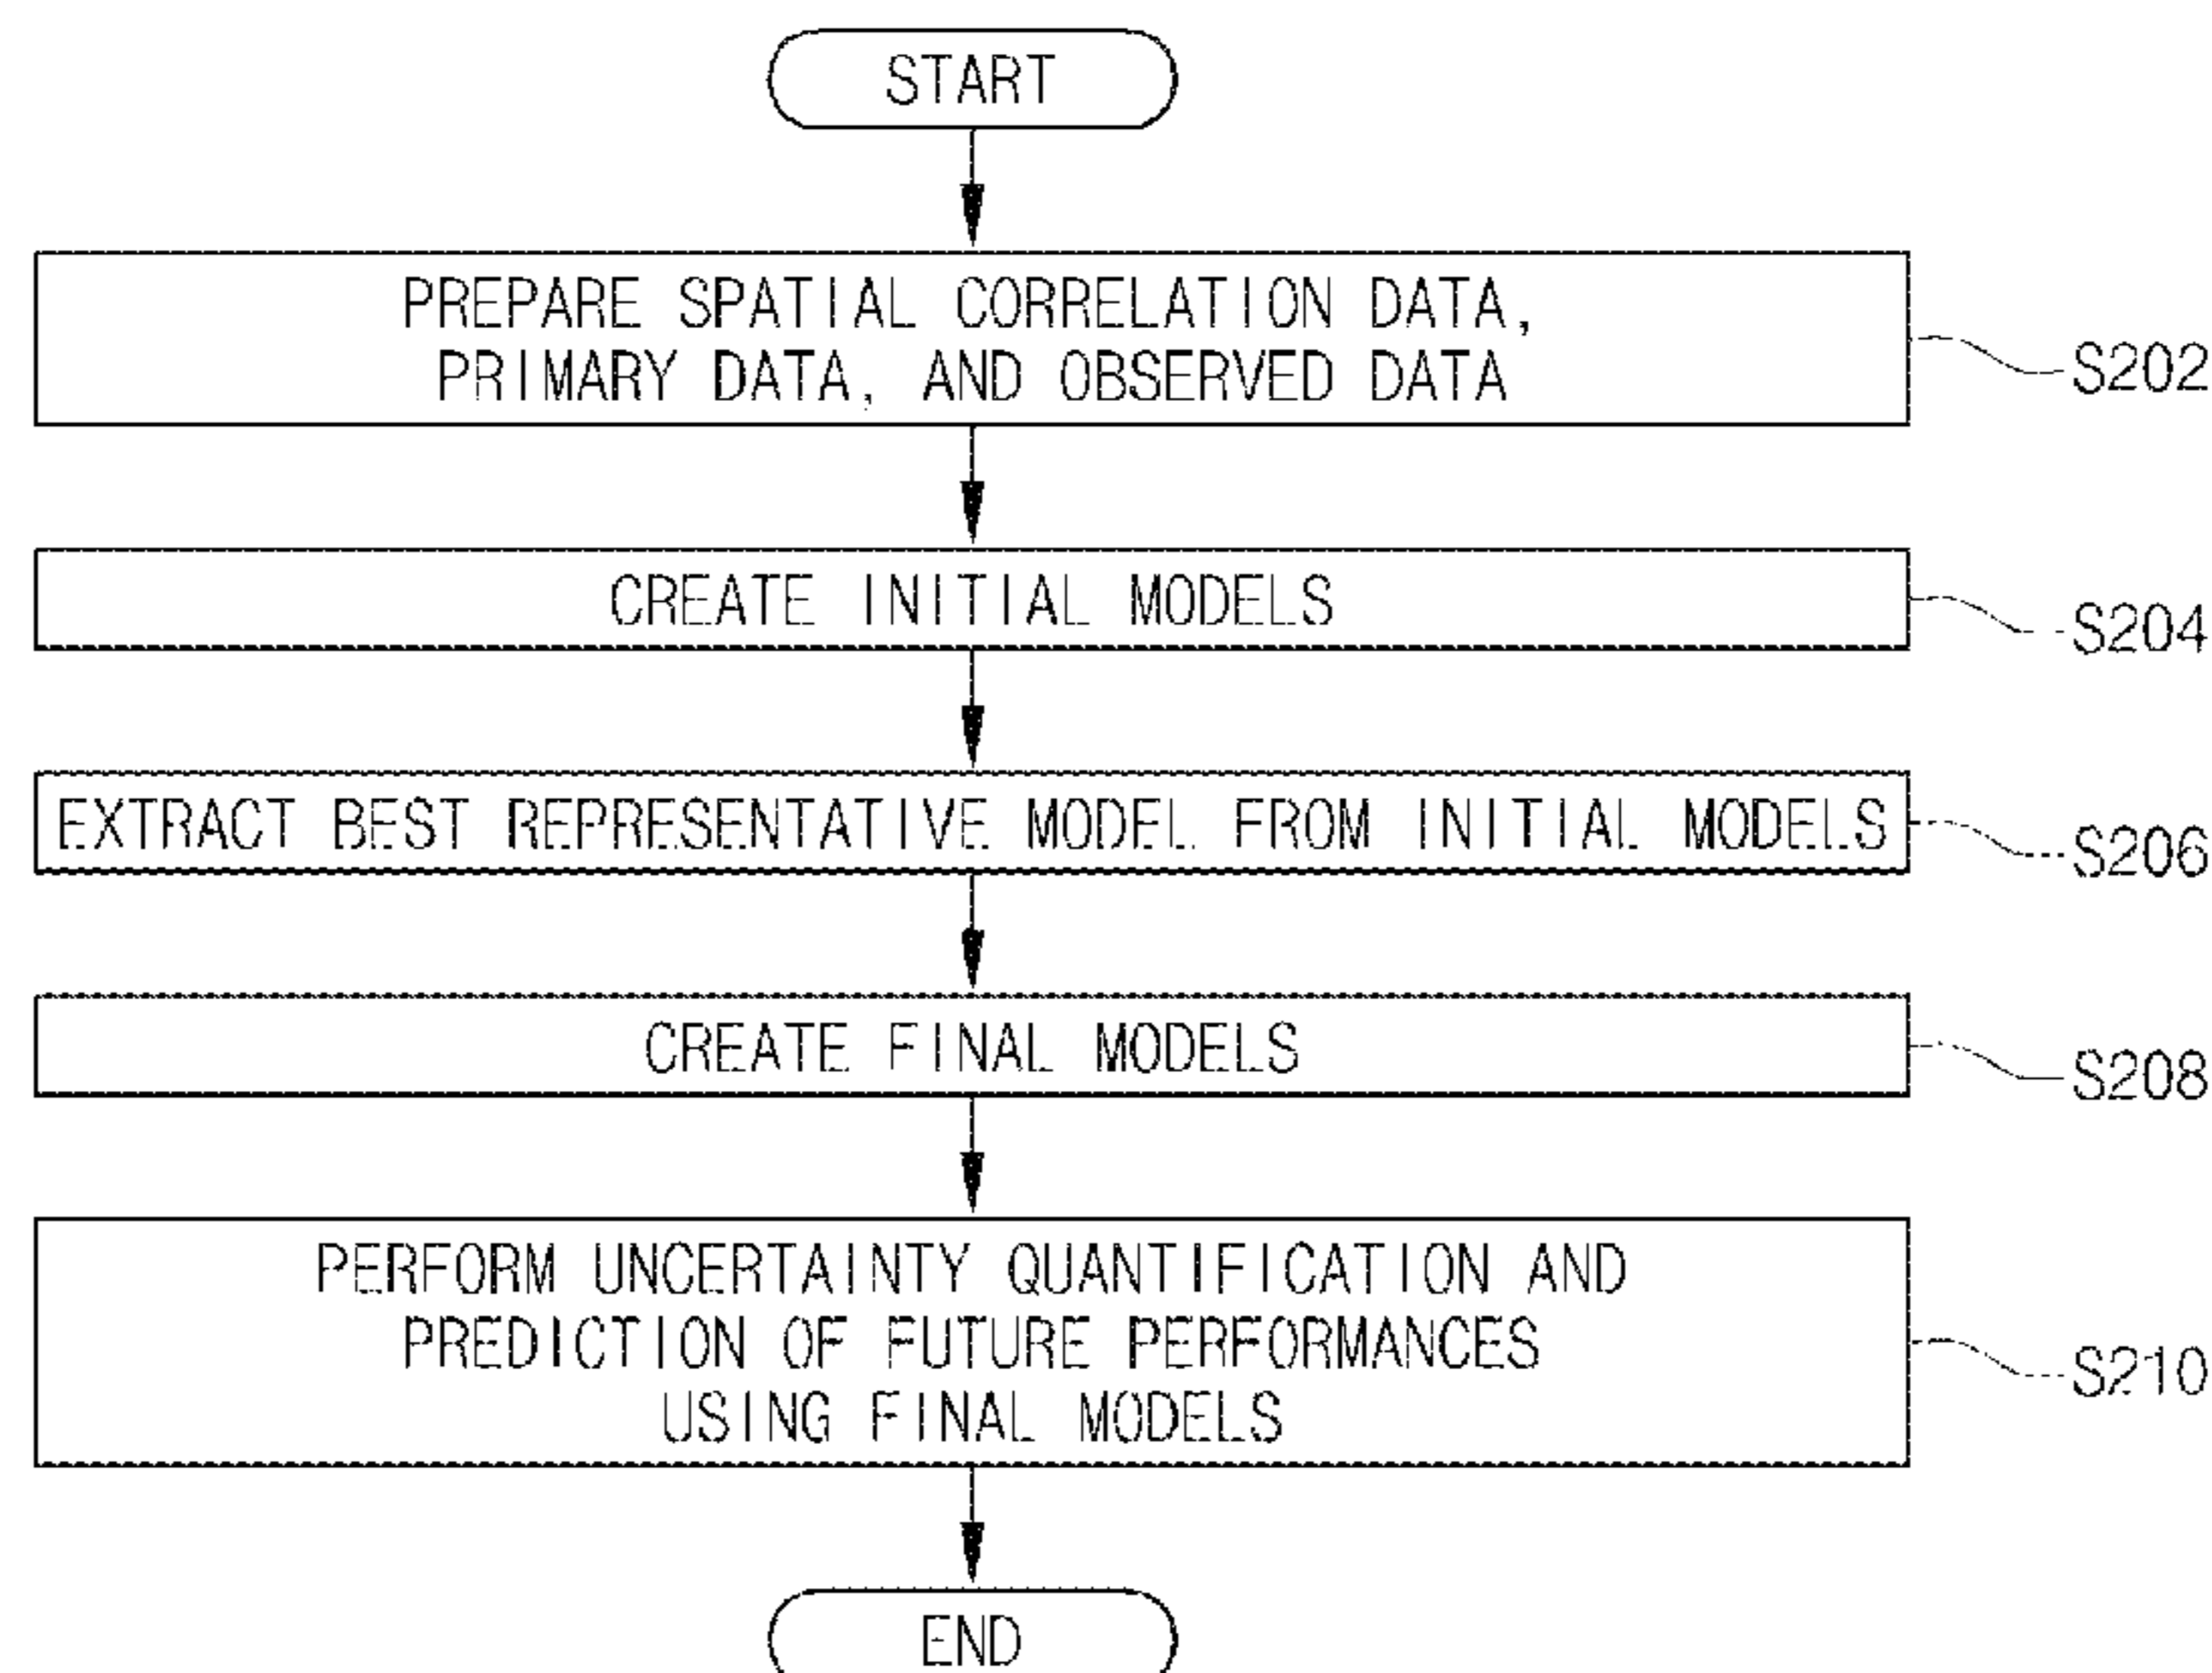 START
PREPARE SPATIAL CORRELATION DATA,
PRIMARY DATA, AND OBSERVED DATA
S202
CREATE INITIAL MODELS
S204
EXTRACT BEST REPRESENTATIVE MODEL FROM INITIAL MODELS
S206
CREATE FINAL MODELS
S208
PERFORM UNCERTAINTY QUANTIFICATION AND
PREDICTION OF FUTURE PERFORMANCES
USING FINAL MODELS
S210
END